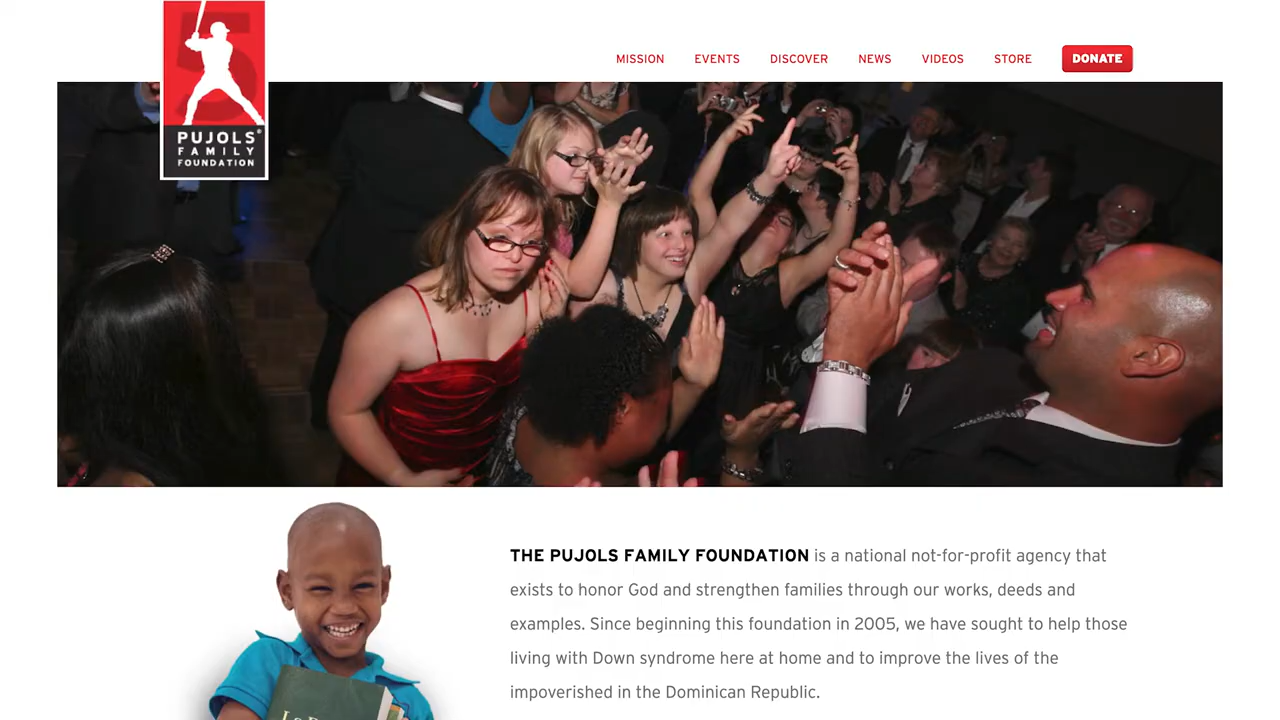 5
PUJOLS®
FAMILY
FOUNDATION
MISSION EVENTS DISCOVER NEWS VIDEOS STORE DONATE
THE PUJOLS FAMILY FOUNDATION is a national not-for-profit agency that
exists to honor God and strengthen families through our works, deeds and
examples. Since beginning this foundation in 2005, we have sought to help those
living with Down syndrome here at home and to improve the lives of the
impoverished in the Dominican Republic.